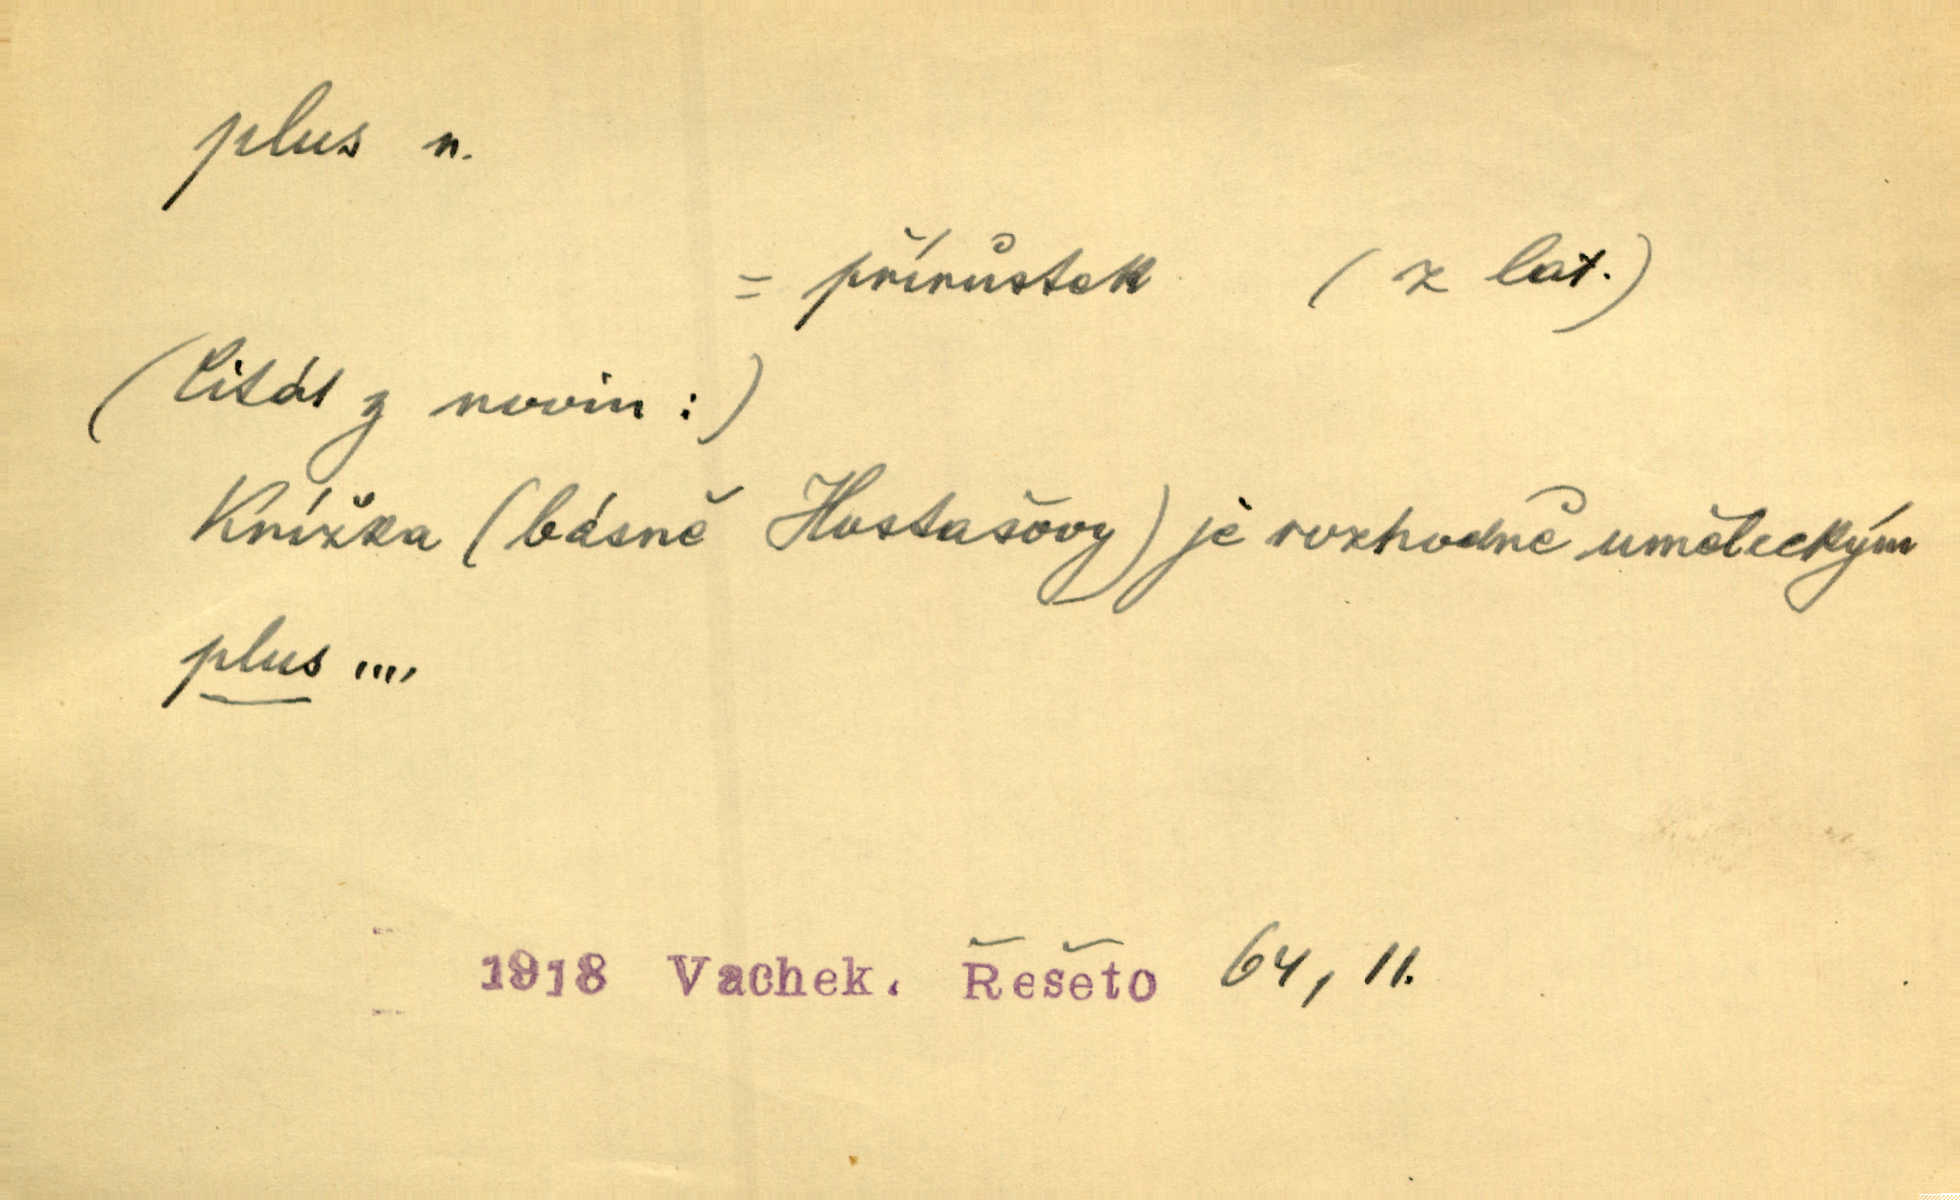 plus n.
= přírůstek ( z lat.)
(Citát z novin :)
Knížka (básně Hostašovy) je rozhodně uměleckým
plus ....
1918 Vachek. Řešeto 64, 11.